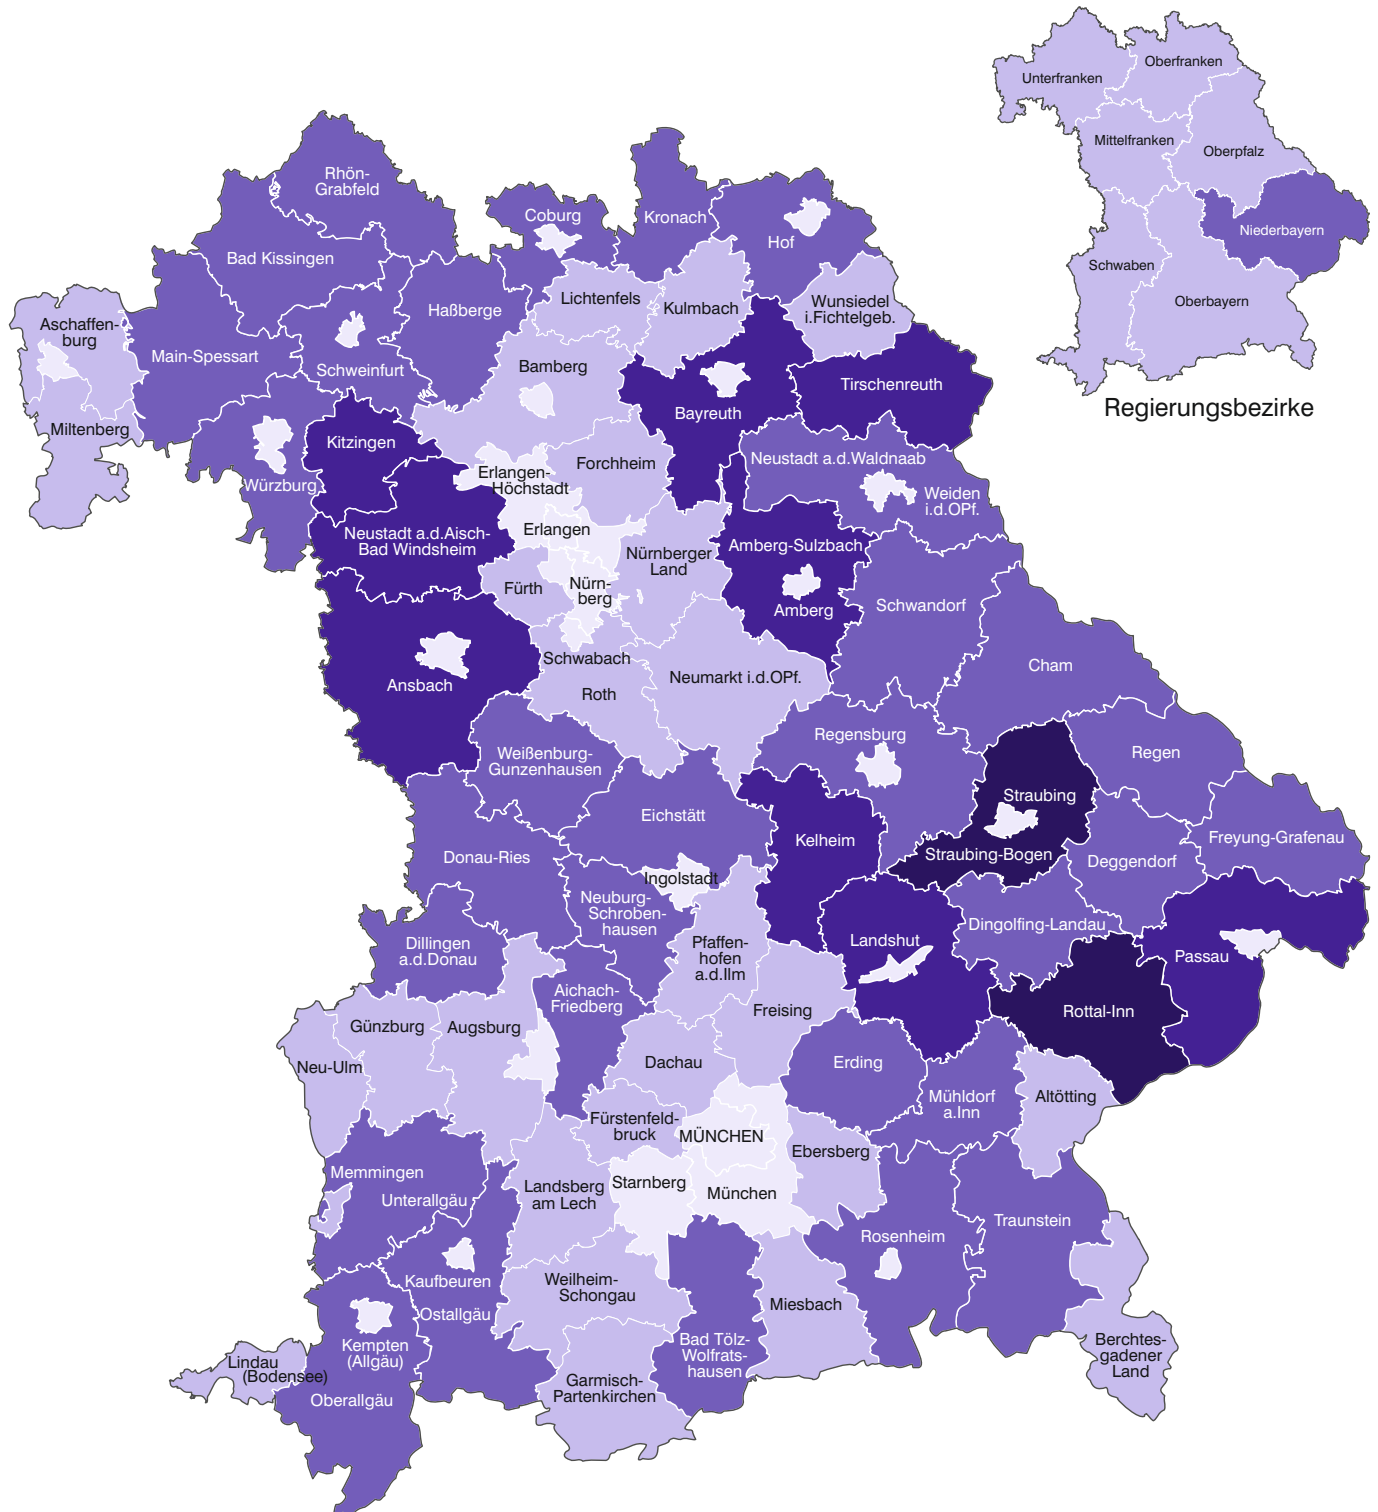 Unterfranken
Oberfranken
Mittelfranken
Oberpfalz
Niederbayern
Schwaben
Oberbayern
Regierungsbezirke
Rhön-
Grabfeld
Coburg
Kronach
Hof
Bad Kissingen
Lichtenfels
Kulmbach
Wunsiedel
i.Fichtelgeb.
Haßberge
Aschaffen-
burg
Main-Spessart
Schweinfurt
Bamberg
Tirschenreuth
Bayreuth
Miltenberg
Kitzingen
Neustadt a.d.Waldnaab
Forchheim
Erlangen-
Höchstadt
Würzburg
Weiden
i.d.OPf.
Neustadt a.d.Aisch-
Bad Windsheim
Erlangen
Nürnberger
Land
Amberg-Sulzbach
Fürth
Nürn-
berg
Amberg
Schwandorf
Schwabach
Cham
Ansbach
Roth
Neumarkt i.d.OPf.
Regensburg
Regen
Weißenburg-
Gunzenhausen
Straubing
Eichstätt
Kelheim
Freyung-Grafenau
Donau-Ries
Straubing-Bogen
Deggendorf
Ingolstadt
Neuburg-
Schroben-
hausen
Dingolfing-Landau
Dillingen
a.d.Donau
Pfaffen-
hofen
a.d.Ilm
Landshut
Passau
Aichach-
Friedberg
Freising
Rottal-Inn
Günzburg
Augsburg
Neu-Ulm
Dachau
Erding
Mühldorf
a.Inn
Altötting
Fürstenfeld-
bruck
MÜNCHEN
Ebersberg
Memmingen
Unterallgäu
Landsberg
am Lech
Starnberg
München
Traunstein
Rosenheim
Kaufbeuren
Weilheim-
Schongau
Ostallgäu
Miesbach
Kempten
(Allgäu)
Bad Tölz-
Wolfrats-
hausen
Berchtes-
gadener
Land
Lindau
(Bodensee)
Garmisch-
Partenkirchen
Oberallgäu